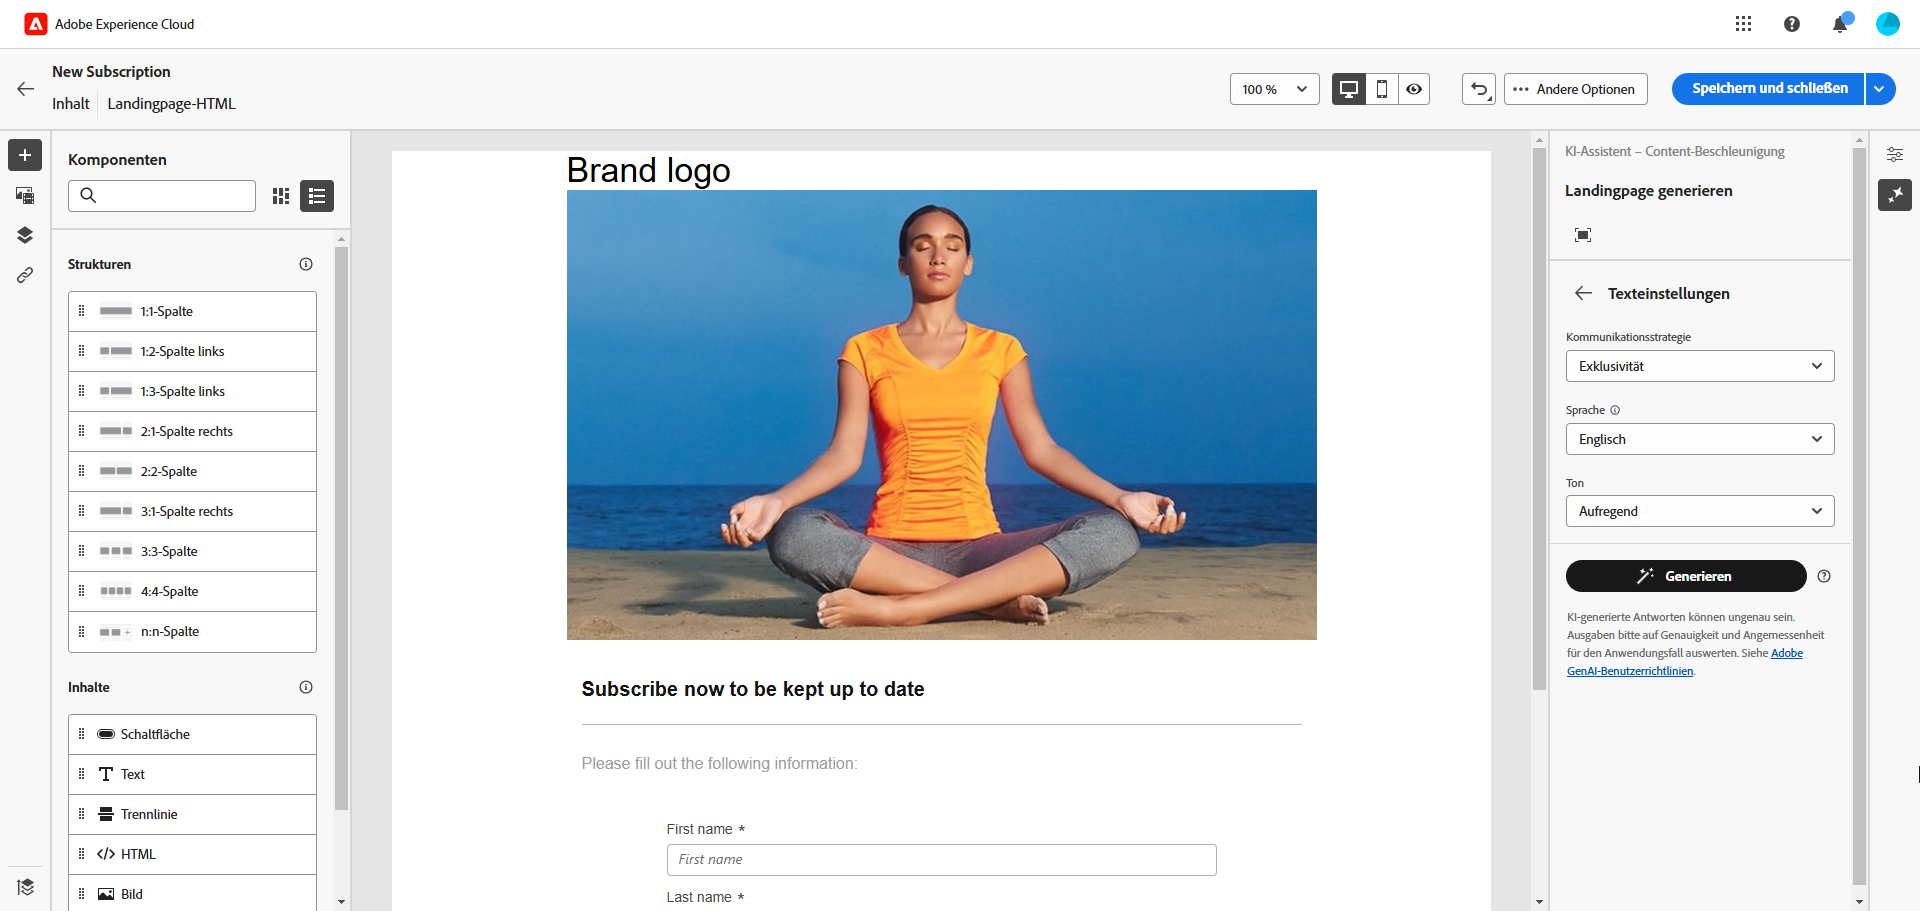 Adobe Experience Cloud
New Subscription
Inhalt
Landingpage-HTML
100 %
Andere Optionen
Speichern und schließen
Komponenten
Strukturen
1:1-Spalte
1:2-Spalte links
1:3-Spalte links
2:1-Spalte rechts
2:2-Spalte
3:1-Spalte rechts
3:3-Spalte
4:4-Spalte
n:n-Spalte
Inhalte
Schaltfläche
Text
Trennlinie
HTML
Bild
Brand logo
Subscribe now to be kept up to date
Please fill out the following information:
First name *
First name
Last name *
KI-Assistent – Content-Beschleunigung
Landingpage generieren
Texteinstellungen
Kommunikationsstrategie
Exklusivität
Sprache
Englisch
Ton
Aufregend
Generieren
KI-generierte Antworten können ungenau sein.
Ausgaben bitte auf Genauigkeit und Angemessenheit
für den Anwendungsfall auswerten. Siehe Adobe
GenAI-Benutzerrichtlinien.